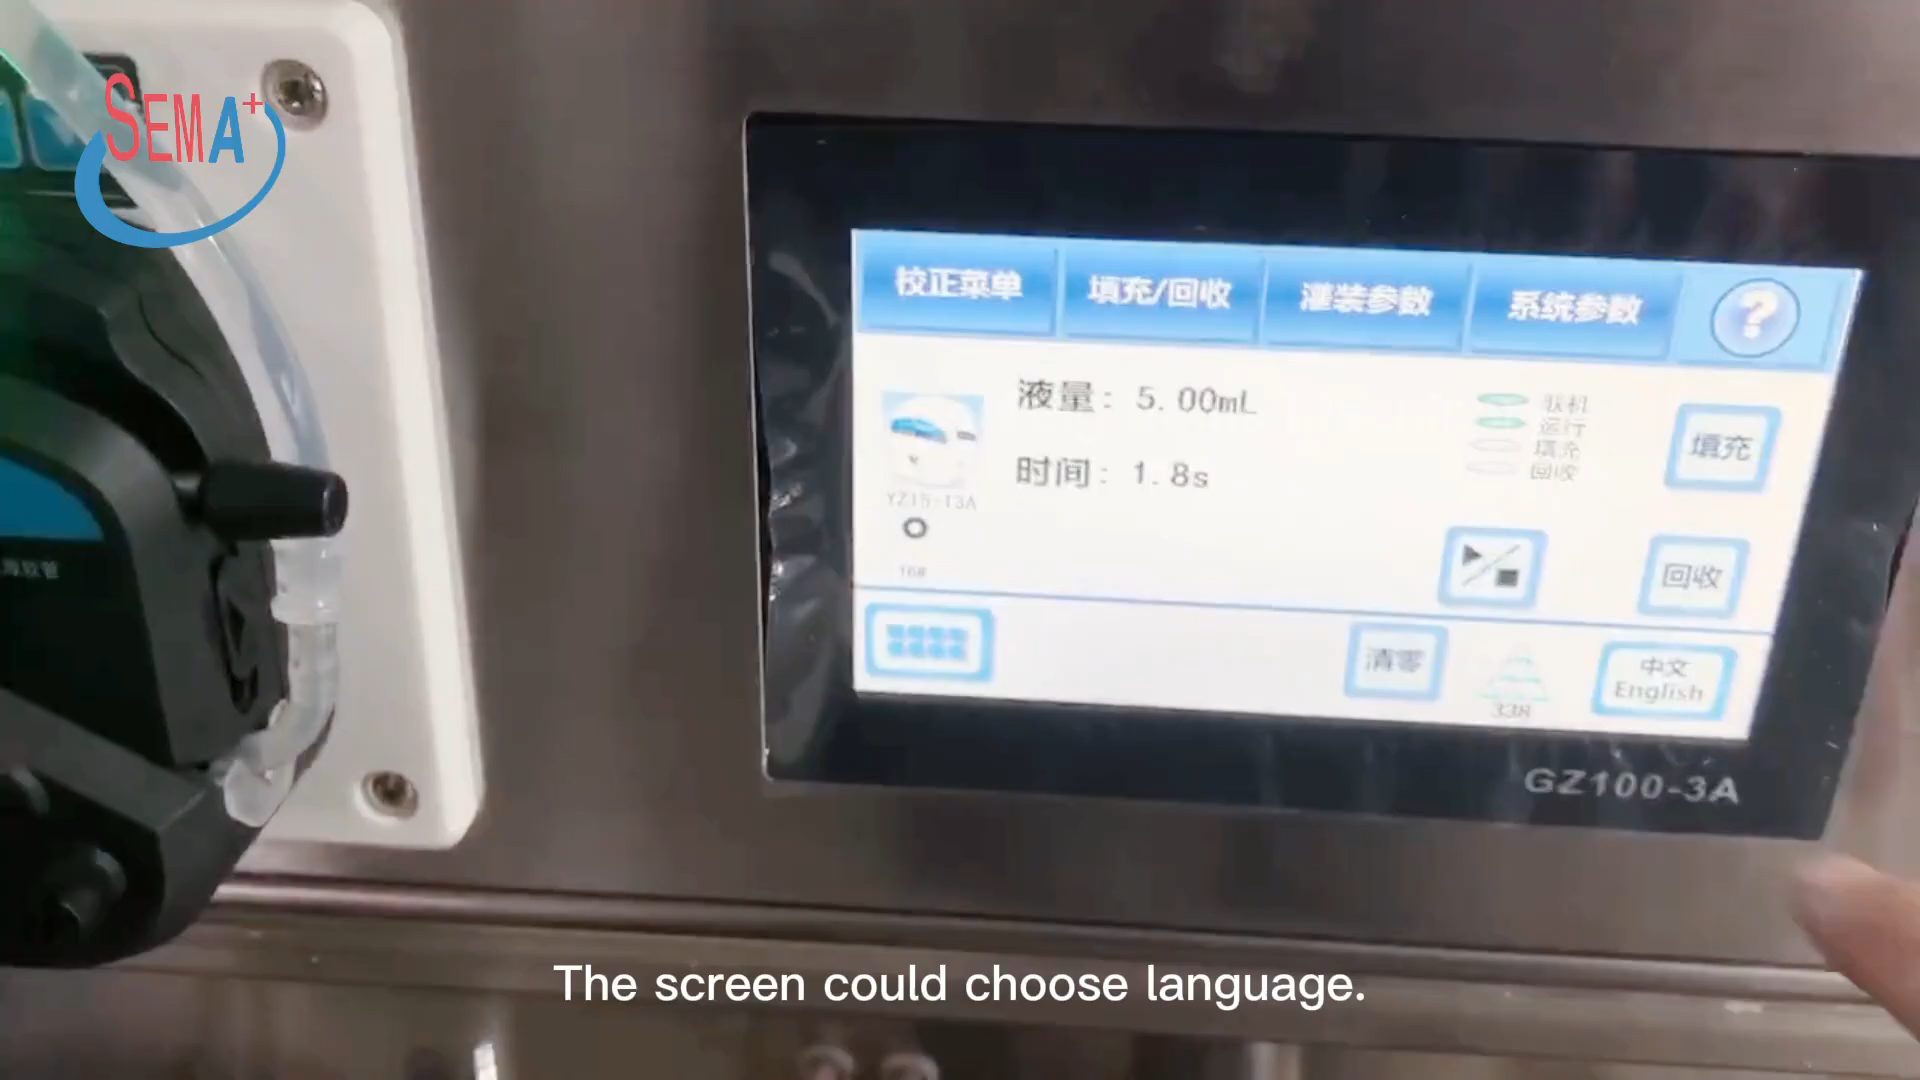 SEMA+
校正菜单
填充/回收
灌装参数
系统参数
?
液量: 5.00mL
时间: 1.8s
联机
运行
填充
回收
填充
YZ15-13A
16#
回收
清零
338
中文
English
GZ100-3A
The screen could choose language.